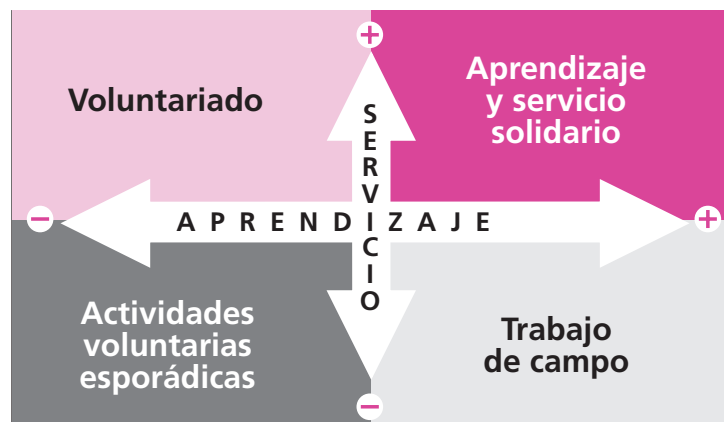 +
Voluntariado
Aprendizaje
y servicio
solidario
SERVICIO
− APRENDIZAJE +
Actividades
voluntarias
esporádicas
Trabajo
de campo
−